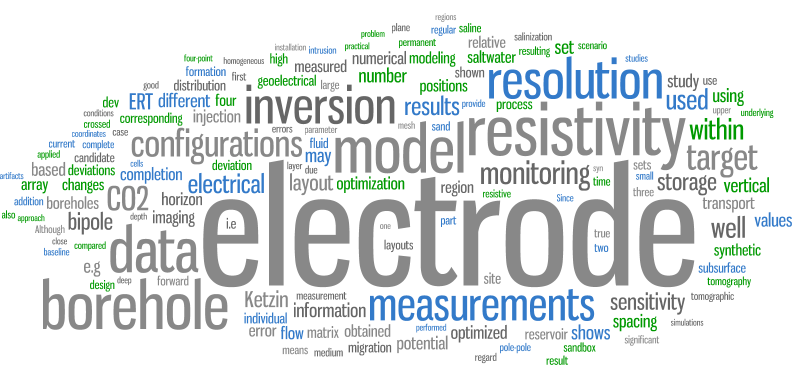 regions
problem plane regular saline
installation intrusion practical permanent relative salinization
four-point homogeneous high numerical modeling saltwater resulting set scenario
formation first measured number shown resolution studies
good distribution geoelectrical large positions study use
dev ERT different four inversion results provide process used using upper
conditions corresponding injection mesh sand resistivity underlying
crossed errors parameter within
coordinates case configurations fluid model
current complete may target
applied candidate cells deviation layer due monitoring syn sets
artifacts based deviations completion electrical layout optimization region time small storage vertical
array changes resistive three
addition boreholes CO2 horizon electrode Since transport
also approach bipole depth imaging i.e one part true well values
Although close data layouts two
baseline compared synthetic
e.g deep forward site subsurface
design tomography
borehole Ketzin measurement measurements sensitivity tomographic
individual information spacing simulations
error flow matrix obtained performed optimized reservoir shows
means medium migration potential pole-pole sandbox significant
regard result